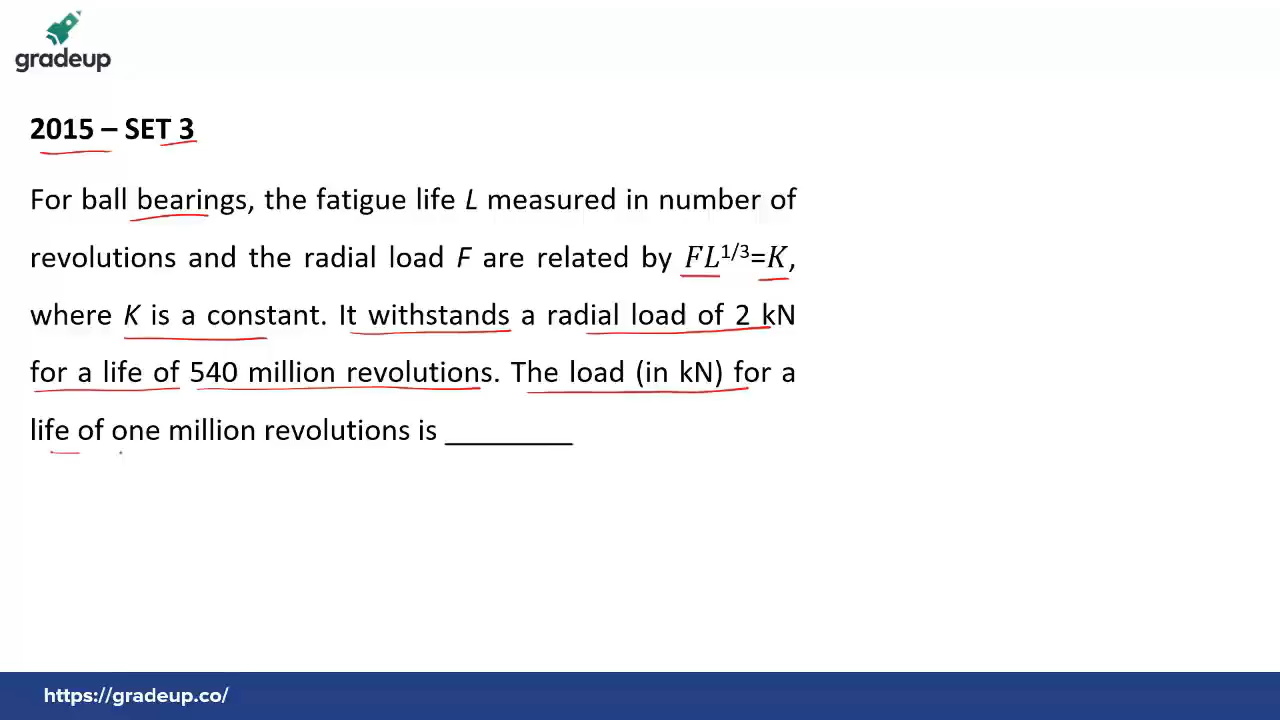 gradeup
2015 – SET 3
For ball bearings, the fatigue life L measured in number of
revolutions and the radial load F are related by FL^1/3=K,
where K is a constant. It withstands a radial load of 2 kN
for a life of 540 million revolutions. The load (in kN) for a
life of one million revolutions is _________
https://gradeup.co/